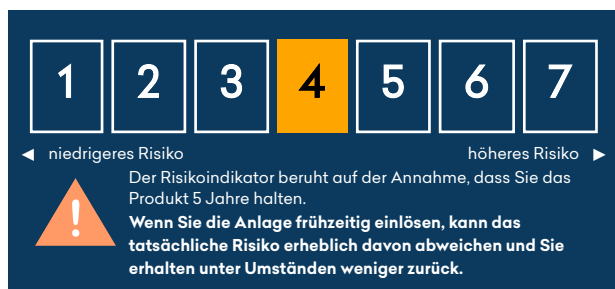 1 2 3 4 5 6 7
◄ niedrigeres Risiko höheres Risiko ►
Der Risikoindikator beruht auf der Annahme, dass Sie das
Produkt 5 Jahre halten.
Wenn Sie die Anlage frühzeitig einlösen, kann das
tatsächliche Risiko erheblich davon abweichen und Sie
erhalten unter Umständen weniger zurück.
!